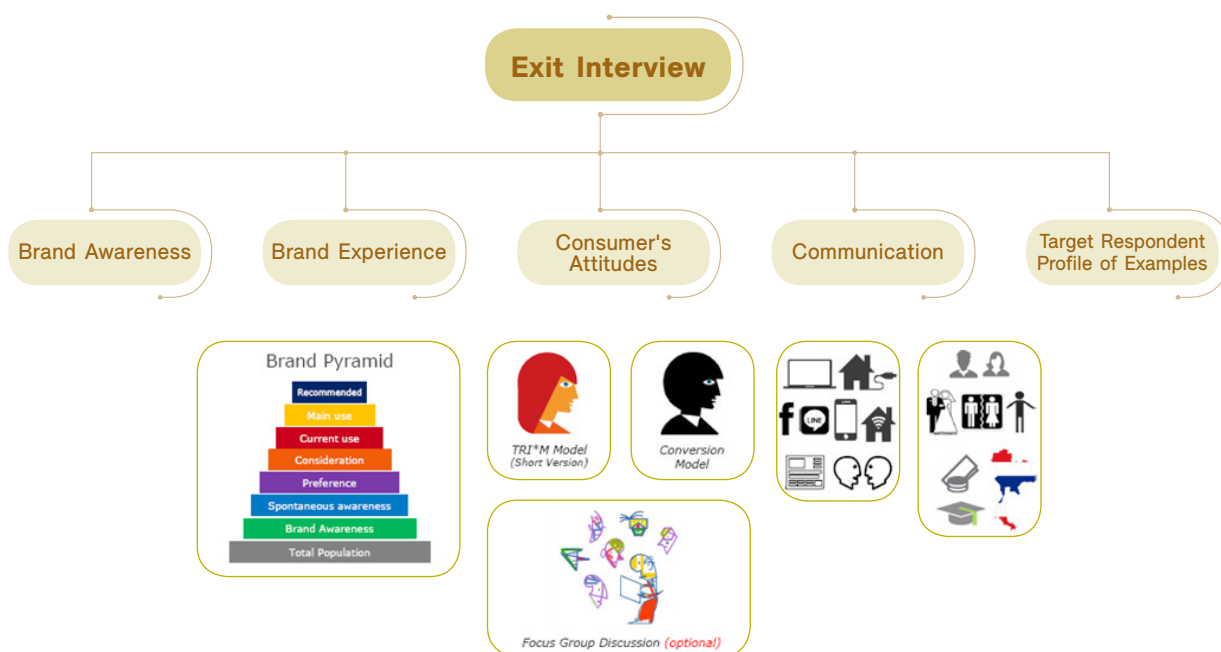 Exit Interview
Brand Awareness
Brand Experience
Consumer's
Attitudes
Communication
Target Respondent
Profile of Examples
Brand Pyramid
Recommended
Main use
Current use
Consideration
Preference
Spontaneous awareness
Brand Awareness
Total Population
TRI*M Model
(Short Version)
Conversion
Model
f
LINE
Focus Group Discussion (optional)